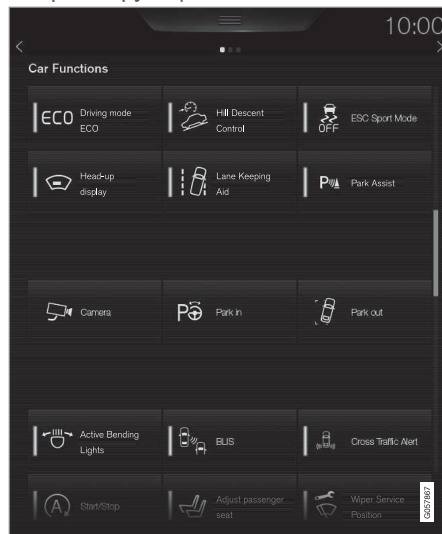 10:00
Car Functions
ECO
Driving mode
ECO
Hill Descent
Control
OFF
ESC Sport Mode
Head-up
display
Lane Keeping
Aid
P
Park Assist
Camera
P
Park in
Park out
Active Bending
Lights
BLIS
Cross Traffic Alert
A
Start/Stop
Adjust passenger
seat
Wiper Service
Position
G057867